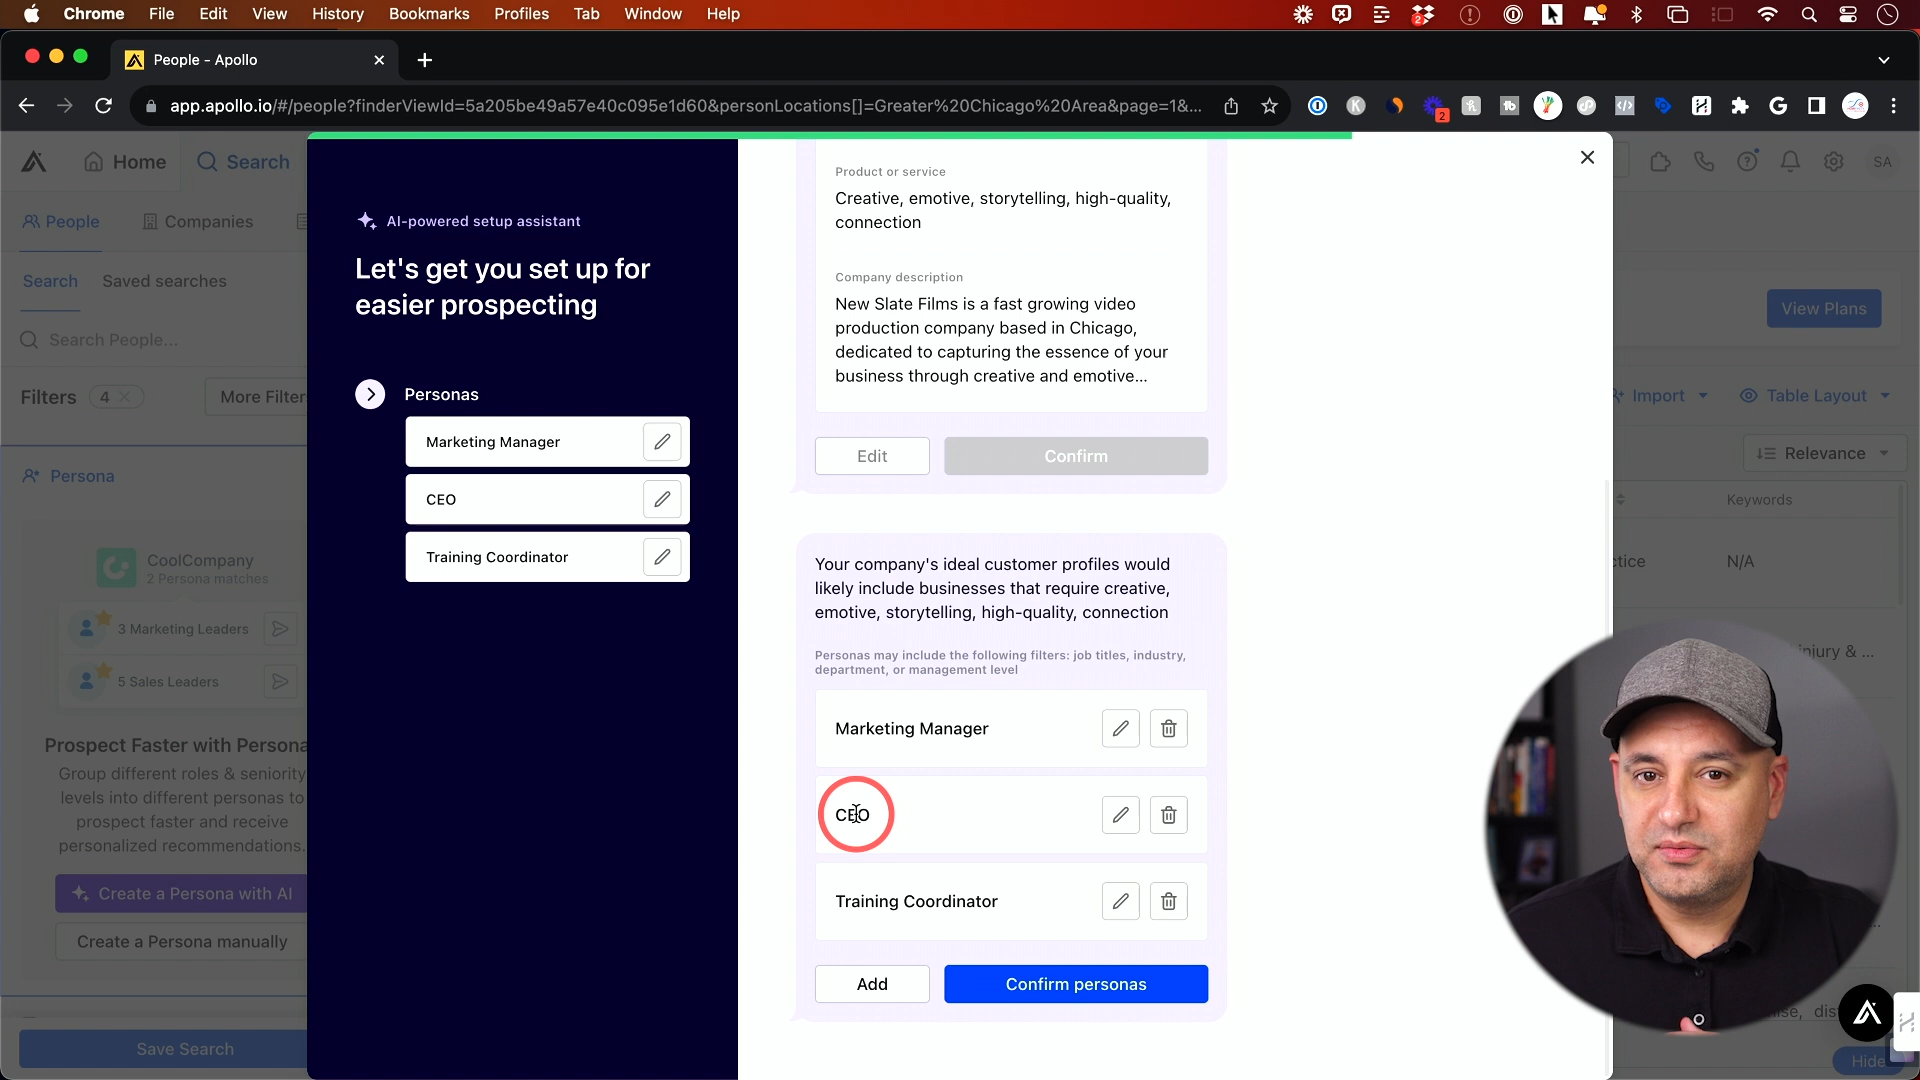 Chrome File Edit View History Bookmarks Profiles Tab Window Help
2
People - Apollo
app.apollo.io/#/people?finderViewId=5a205be49a57e40c095e1d60&personLocations[]=Greater%20Chicago%20Area&page=1&...
2
Home
Search
SA
People
Companies
Search
Saved searches
Search People...
View Plans
Filters 4
More Filter
Import
Table Layout
Relevance
Persona
Keywords
CoolCompany
2 Persona matches
3 Marketing Leaders
5 Sales Leaders
N/A
Prospect Faster with Persona
Group different roles & seniority
levels into different personas to
prospect faster and receive
personalized recommendations.
Create a Persona with AI
Create a Persona manually
Save Search
Hide
AI-powered setup assistant
Let's get you set up for
easier prospecting
Personas
Marketing Manager
CEO
Training Coordinator
Product or service
Creative, emotive, storytelling, high-quality,
connection
Company description
New Slate Films is a fast growing video
production company based in Chicago,
dedicated to capturing the essence of your
business through creative and emotive...
Edit
Confirm
Your company's ideal customer profiles would
likely include businesses that require creative,
emotive, storytelling, high-quality, connection
Personas may include the following filters: job titles, industry,
department, or management level
Marketing Manager
CEO
Training Coordinator
Add
Confirm personas